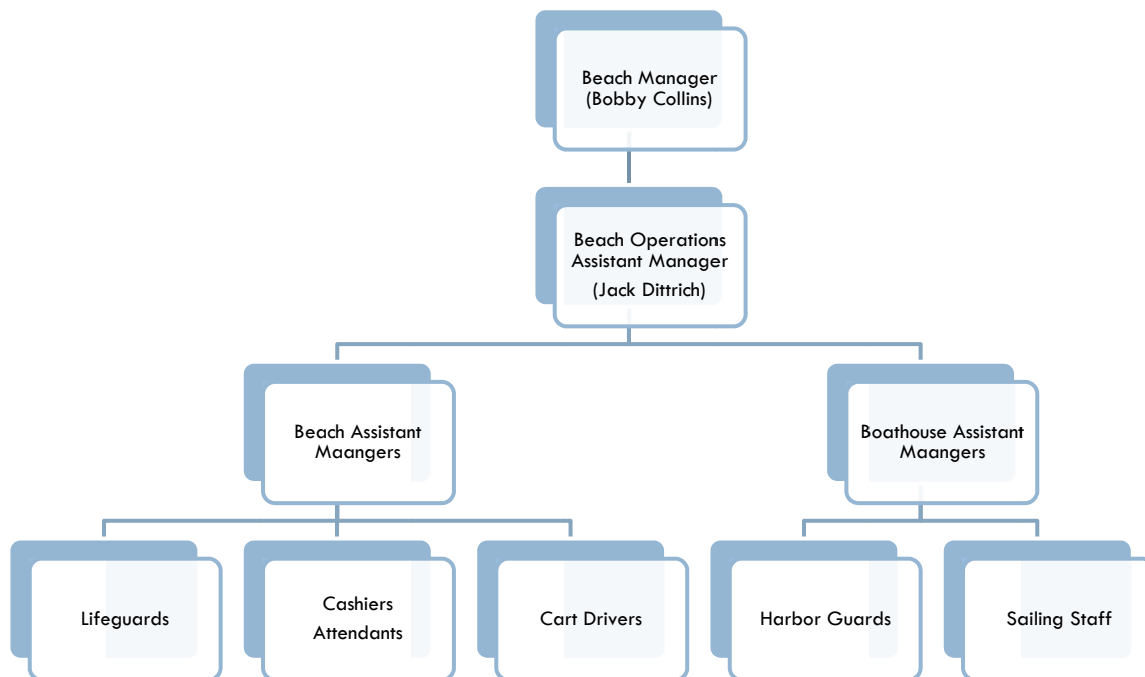 Beach Manager
(Bobby Collins)
Beach Operations
Assistant Manager
(Jack Dittrich)
Beach Assistant
Maangers
Boathouse Assistant
Maangers
Lifeguards
Cashiers
Attendants
Cart Drivers
Harbor Guards
Sailing Staff